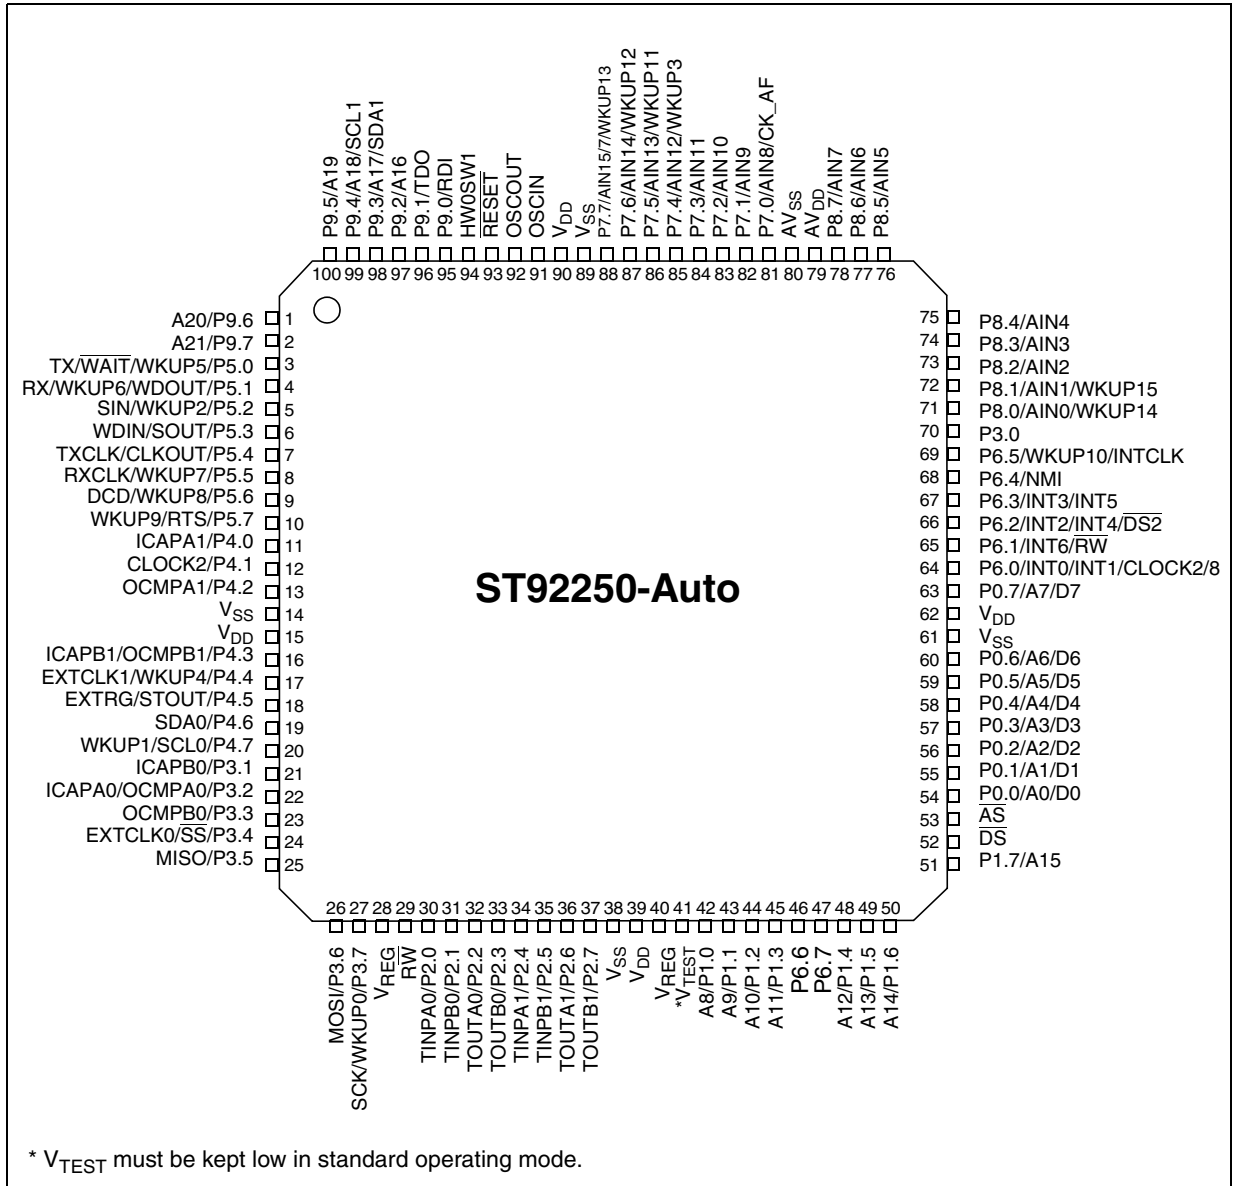 P9.5/A19
P9.4/A18/SCL1
P9.3/A17/SDA1
P9.2/A16
P9.1/TDO
P9.0/RDI
HW0SW1
RESET
OSCOUT
OSCIN
VDD
VSS
P7.7/AIN15/7/WKUP13
P7.6/AIN14/WKUP12
P7.5/AIN13/WKUP11
P7.4/AIN12/WKUP3
P7.3/AIN11
P7.2/AIN10
P7.1/AIN9
P7.0/AIN8/CK_AF
AVSS
AVDD
P8.7/AIN7
P8.6/AIN6
P8.5/AIN5
100 99 98 97 96 95 94 93 92 91 90 89 88 87 86 85 84 83 82 81 80 79 78 77 76
A20/P9.6 1
A21/P9.7 2
TX/WAIT/WKUP5/P5.0 3
RX/WKUP6/WDOUT/P5.1 4
SIN/WKUP2/P5.2 5
WDIN/SOUT/P5.3 6
TXCLK/CLKOUT/P5.4 7
RXCLK/WKUP7/P5.5 8
DCD/WKUP8/P5.6 9
WKUP9/RTS/P5.7 10
ICAPA1/P4.0 11
CLOCK2/P4.1 12
OCMPA1/P4.2 13
VSS 14
VDD 15
ICAPB1/OCMPB1/P4.3 16
EXTCLK1/WKUP4/P4.4 17
EXTRG/STOUT/P4.5 18
SDA0/P4.6 19
WKUP1/SCL0/P4.7 20
ICAPB0/P3.1 21
ICAPA0/OCMPA0/P3.2 22
OCMPB0/P3.3 23
EXTCLK0/SS/P3.4 24
MISO/P3.5 25
ST92250-Auto
75 P8.4/AIN4
74 P8.3/AIN3
73 P8.2/AIN2
72 P8.1/AIN1/WKUP15
71 P8.0/AIN0/WKUP14
70 P3.0
69 P6.5/WKUP10/INTCLK
68 P6.4/NMI
67 P6.3/INT3/INT5
66 P6.2/INT2/INT4/DS2
65 P6.1/INT6/RW
64 P6.0/INT0/INT1/CLOCK2/8
63 P0.7/A7/D7
62 VDD
61 VSS
60 P0.6/A6/D6
59 P0.5/A5/D5
58 P0.4/A4/D4
57 P0.3/A3/D3
56 P0.2/A2/D2
55 P0.1/A1/D1
54 P0.0/A0/D0
53 AS
52 DS
51 P1.7/A15
26 27 28 29 30 31 32 33 34 35 36 37 38 39 40 41 42 43 44 45 46 47 48 49 50
MOSI/P3.6
SCK/WKUP0/P3.7
VREG
RW
TINPA0/P2.0
TINPB0/P2.1
TOUTA0/P2.2
TOUTB0/P2.3
TINPA1/P2.4
TINPB1/P2.5
TOUTA1/P2.6
TOUTB1/P2.7
VSS
VDD
VREG
*VTEST
A8/P1.0
A9/P1.1
A10/P1.2
A11/P1.3
P6.6
P6.7
A12/P1.4
A13/P1.5
A14/P1.6
* VTEST must be kept low in standard operating mode.